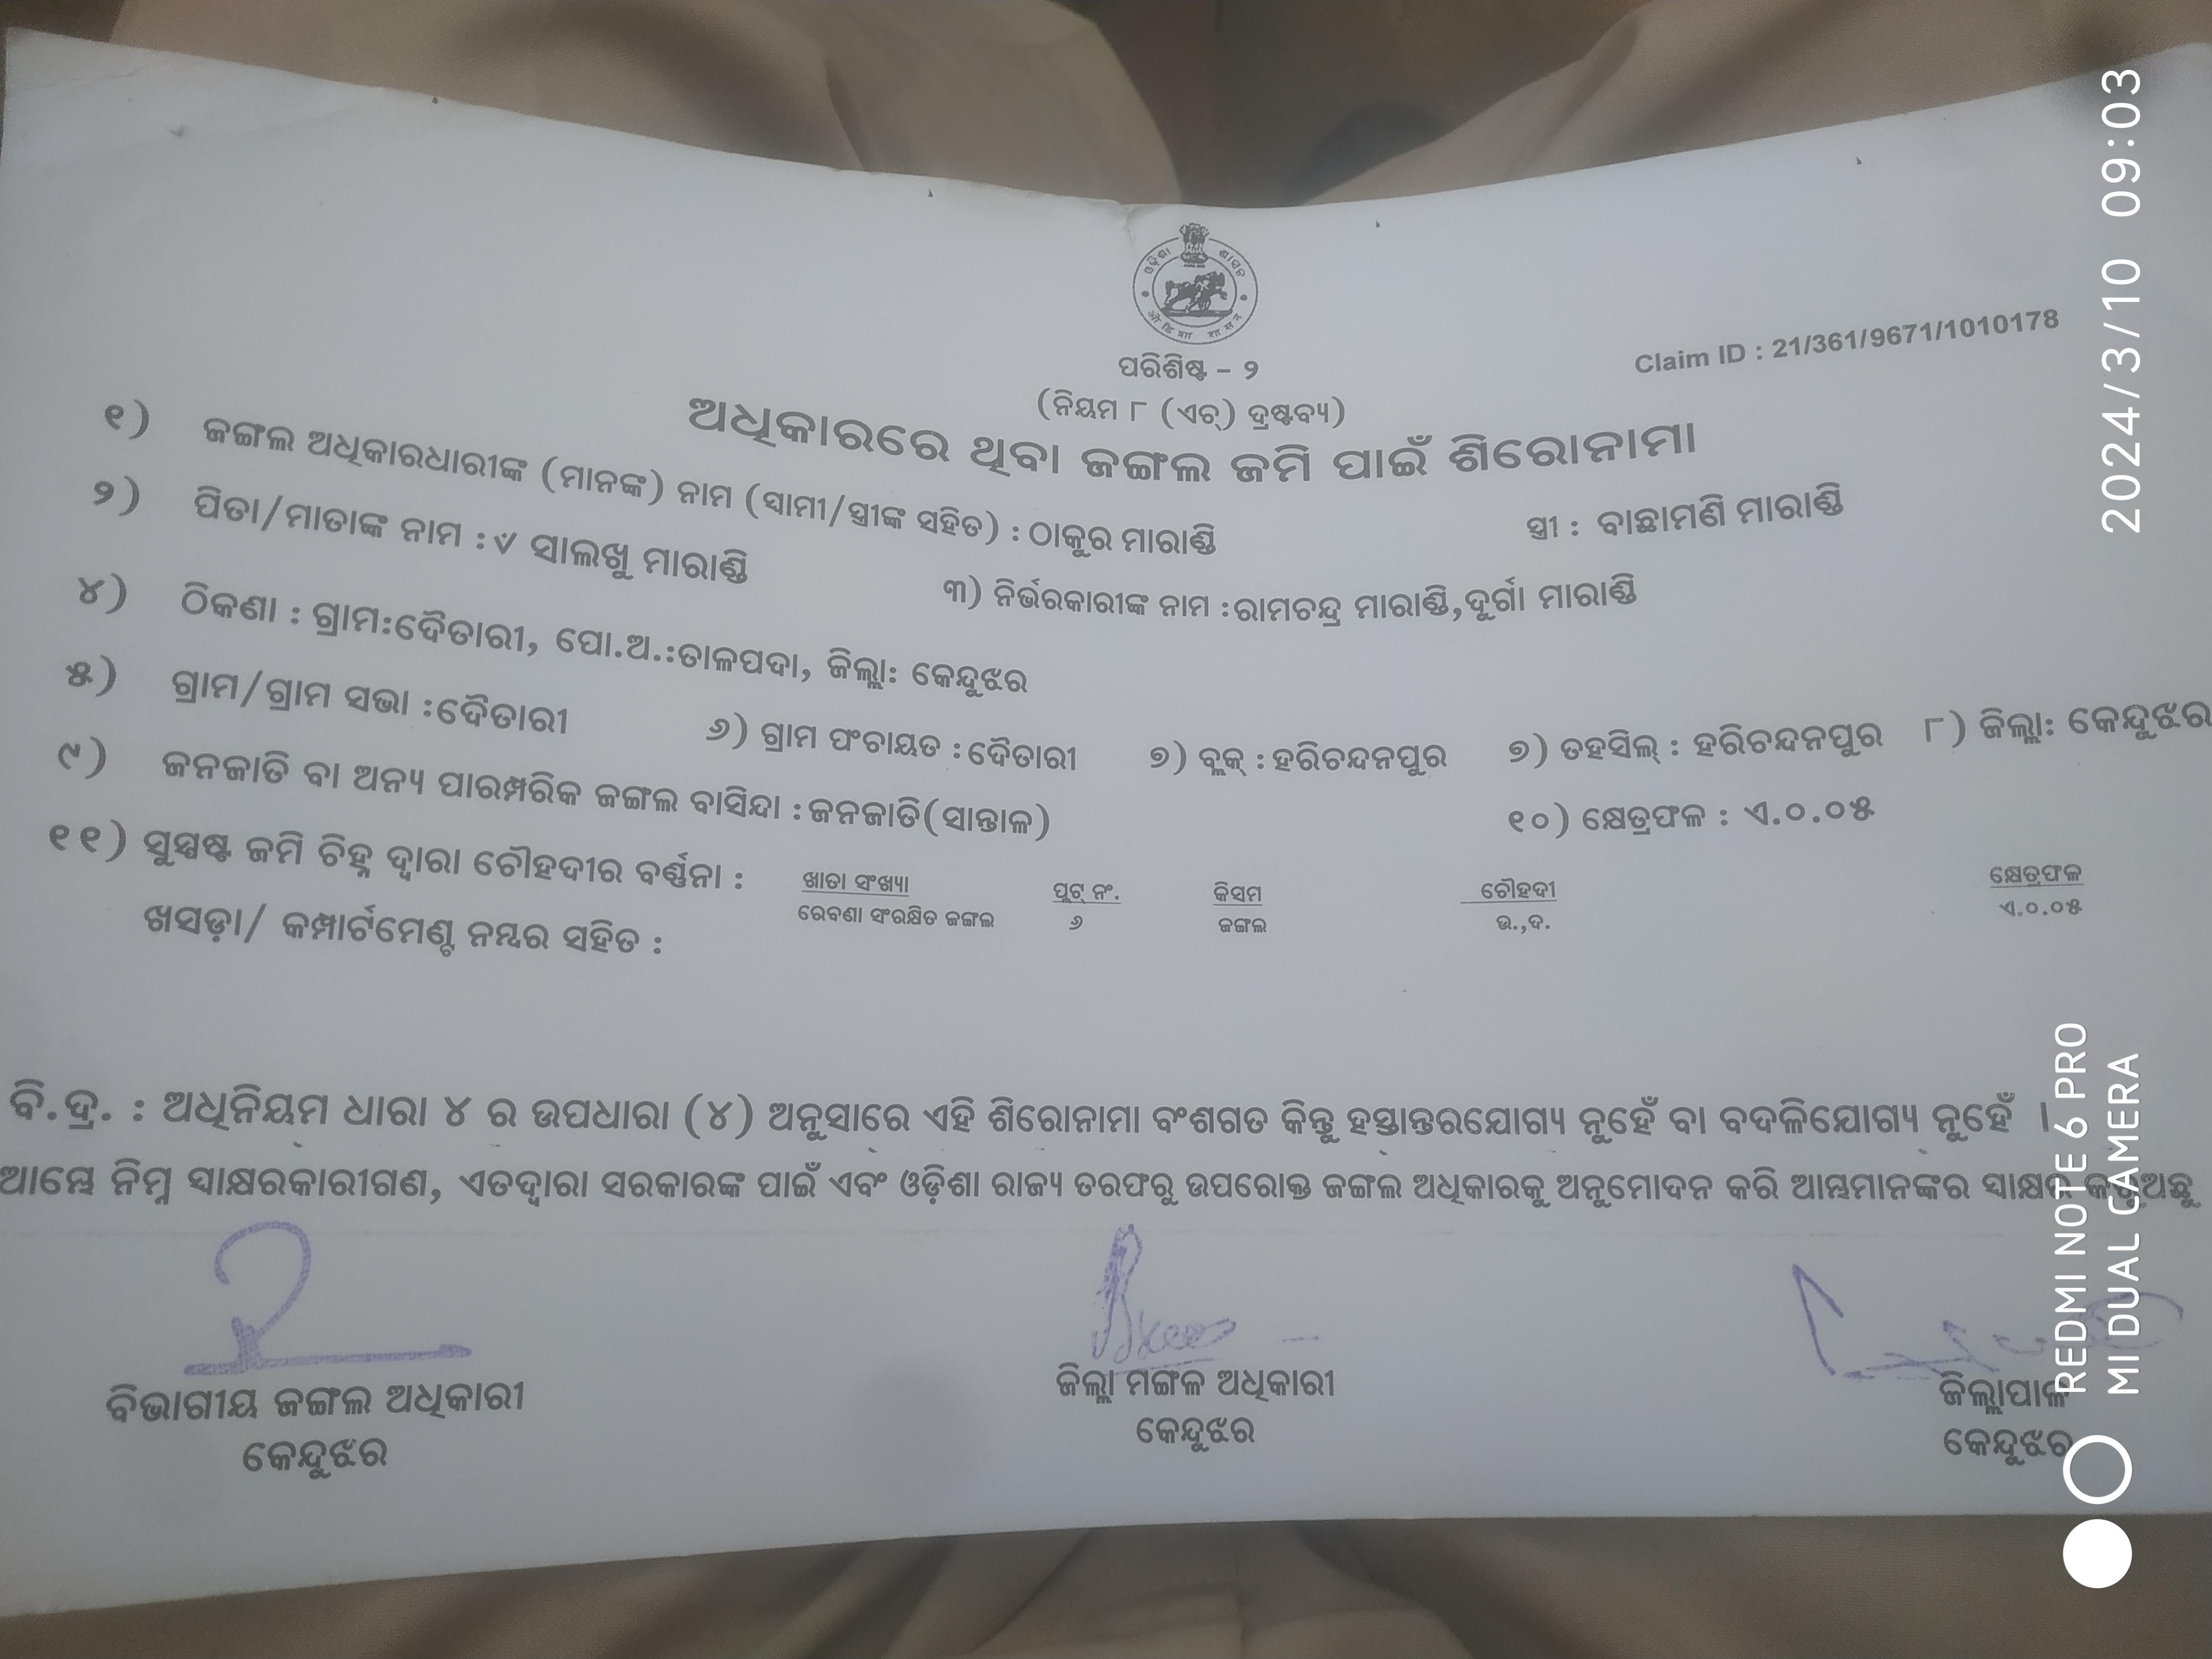 ଓଡ଼ିଶା ଶାସନ
ओडिशा शासन
Claim ID : 21/361/9671/1010178
ପରିଶିଷ୍ଟ – ୨
(ନିୟମ ୮ (ଏଚ୍) ଦ୍ରଷ୍ଟବ୍ୟ)
ଅଧିକାରରେ ଥିବା ଜଙ୍ଗଲ ଜମି ପାଇଁ ଶିରୋନାମା
୧) ଜଙ୍ଗଲ ଅଧିକାରଧାରୀଙ୍କ (ମାନଙ୍କ) ନାମ (ସ୍ୱାମୀ/ସ୍ତ୍ରୀଙ୍କ ସହିତ) : ଠାକୁର ମାରାଣ୍ଡି ସ୍ତ୍ରୀ : ବାଛାମଣି ମାରାଣ୍ଡି
୨) ପିତା/ମାତାଙ୍କ ନାମ : ସାଲଖୁ ମାରାଣ୍ଡି ୩) ନିର୍ଭରକାରୀଙ୍କ ନାମ :ରାମଚନ୍ଦ୍ର ମାରାଣ୍ଡି,ଦୁର୍ଗା ମାରାଣ୍ଡି
୪) ଠିକଣା : ଗ୍ରାମ:ଦୈତାରୀ, ପୋ.ଅ.:ତାଳପଦା, ଜିଲ୍ଲା: କେନ୍ଦୁଝର
୫) ଗ୍ରାମ/ଗ୍ରାମ ସଭା :ଦୈତାରୀ ୬) ଗ୍ରାମ ପଂଚାୟତ :ଦୈତାରୀ ୭) ବ୍ଲକ୍ :ହରିଚନ୍ଦନପୁର ୭) ତହସିଲ୍ : ହରିଚନ୍ଦନପୁର ୮) ଜିଲ୍ଲା: କେନ୍ଦୁଝର
୯) ଜନଜାତି ବା ଅନ୍ୟ ପାରମ୍ପରିକ ଜଙ୍ଗଲ ବାସିନ୍ଦା :ଜନଜାତି(ସାନ୍ତାଳ) ୧୦) କ୍ଷେତ୍ରଫଳ : ଏ.୦.୦୫
୧୧) ସୁସ୍ପଷ୍ଟ ଜମି ଚିହ୍ନ ଦ୍ୱାରା ଚୌହଦୀର ବର୍ଣ୍ଣନା : ଖାତା ସଂଖ୍ୟା ପ୍ଲଟ୍ ନଂ. କିସମ ଚୌହଦୀ କ୍ଷେତ୍ରଫଳ
ଖସଡ଼ା/ କମ୍ପାର୍ଟମେଣ୍ଟ ନମ୍ବର ସହିତ : ରେବଣା ସଂରକ୍ଷିତ ଜଙ୍ଗଲ ୬ ଜଙ୍ଗଲ ଉ.,ଦ. ଏ.୦.୦୫
ବି.ଦ୍ର. : ଅଧିନିୟମ ଧାରା ୪ ର ଉପଧାରା (୪) ଅନୁସାରେ ଏହି ଶିରୋନାମା ବଂଶଗତ କିନ୍ତୁ ହସ୍ତାନ୍ତରଯୋଗ୍ୟ ନୁହେଁ ବା ବଦଳିଯୋଗ୍ୟ ନୁହେଁ ।
ଆମ୍ଭେ ନିମ୍ନ ସ୍ୱାକ୍ଷରକାରୀଗଣ, ଏତଦ୍ୱାରା ସରକାରଙ୍କ ପାଇଁ ଏବଂ ଓଡ଼ିଶା ରାଜ୍ୟ ତରଫରୁ ଉପରୋକ୍ତ ଜଙ୍ଗଲ ଅଧିକାରକୁ ଅନୁମୋଦନ କରି ଆମ୍ଭମାନଙ୍କର ସ୍ୱାକ୍ଷର କରୁଅଛୁ
ବିଭାଗୀୟ ଜଙ୍ଗଲ ଅଧିକାରୀ
କେନ୍ଦୁଝର
ଜିଲ୍ଲା ମଙ୍ଗଳ ଅଧିକାରୀ
କେନ୍ଦୁଝର
ଜିଲ୍ଲାପାଳ
କେନ୍ଦୁଝର
2024/3/10 09:03
REDMI NOTE 6 PRO
MI DUAL CAMERA